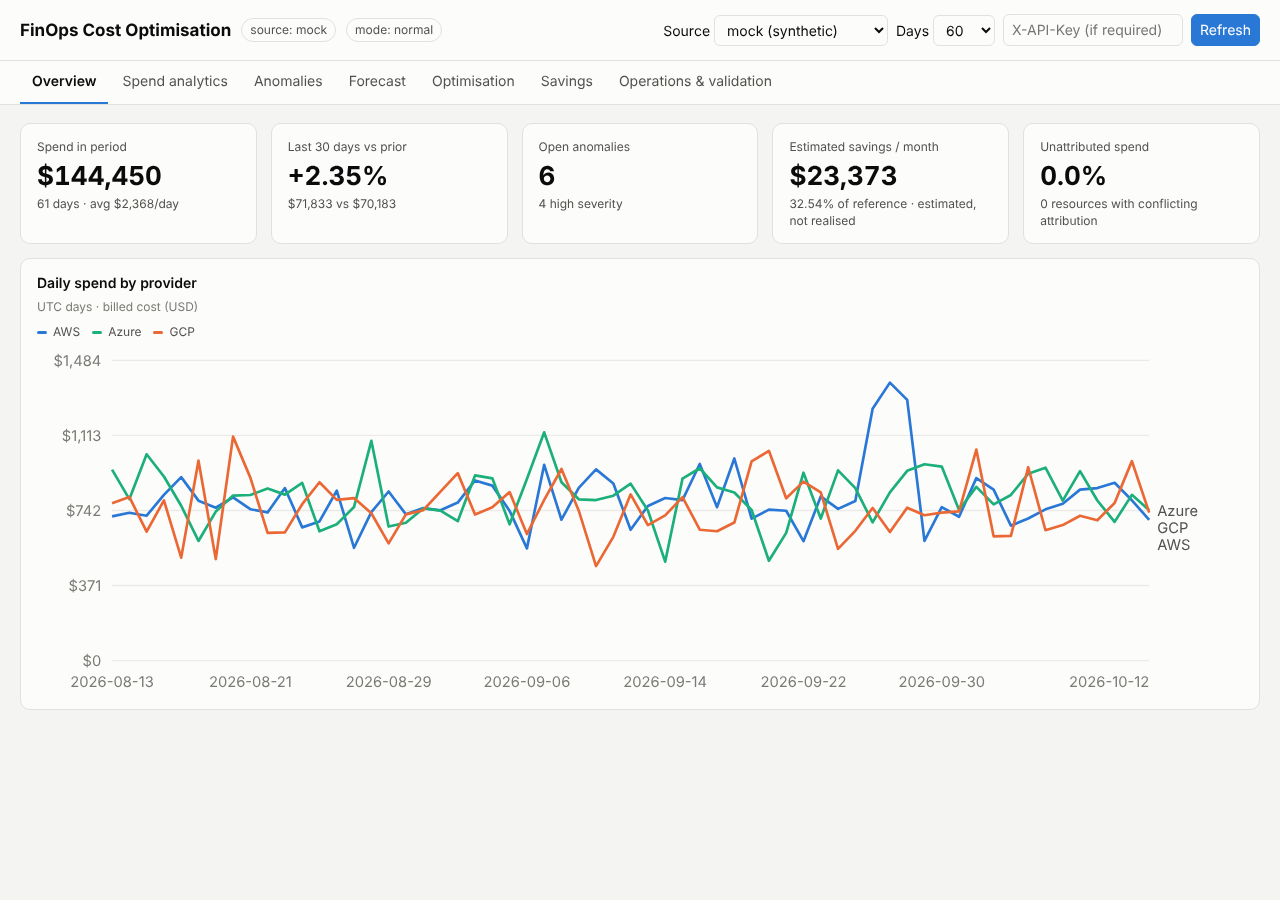 FinOps Cost Optimisation source: mock mode: normal Source mock (synthetic) Days 60 X-API-Key (if required) Refresh
Overview Spend analytics Anomalies Forecast Optimisation Savings Operations & validation
Spend in period
$144,450
61 days · avg $2,368/day
Last 30 days vs prior
+2.35%
$71,833 vs $70,183
Open anomalies
6
4 high severity
Estimated savings / month
$23,373
32.54% of reference · estimated,
not realised
Unattributed spend
0.0%
0 resources with conflicting
attribution
Daily spend by provider
UTC days · billed cost (USD)
AWS Azure GCP
$1,484
$1,113
$742
$371
$0
Azure
GCP
AWS
2026-08-13 2026-08-21 2026-08-29 2026-09-06 2026-09-14 2026-09-22 2026-09-30 2026-10-12